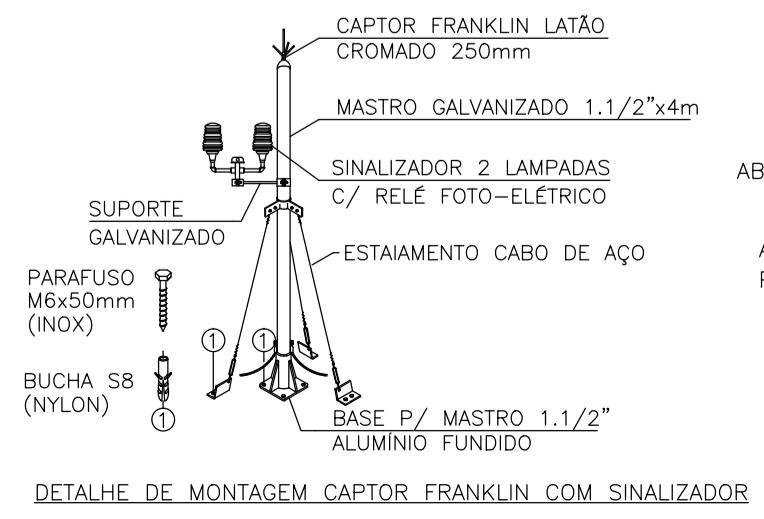 CAPTOR FRANKLIN LATÃO
CROMADO 250mm
MASTRO GALVANIZADO 1.1/2"x4m
SINALIZADOR 2 LAMPADAS
C/ RELÉ FOTO-ELÉTRICO
AB
SUPORTE
GALVANIZADO
ESTAIAMENTO CABO DE AÇO
PARAFUSO
M6x50mm
(INOX)
1
1
BUCHA S8
(NYLON)
1
BASE P/ MASTRO 1.1/2"
ALUMÍNIO FUNDIDO
DETALHE DE MONTAGEM CAPTOR FRANKLIN COM SINALIZADOR